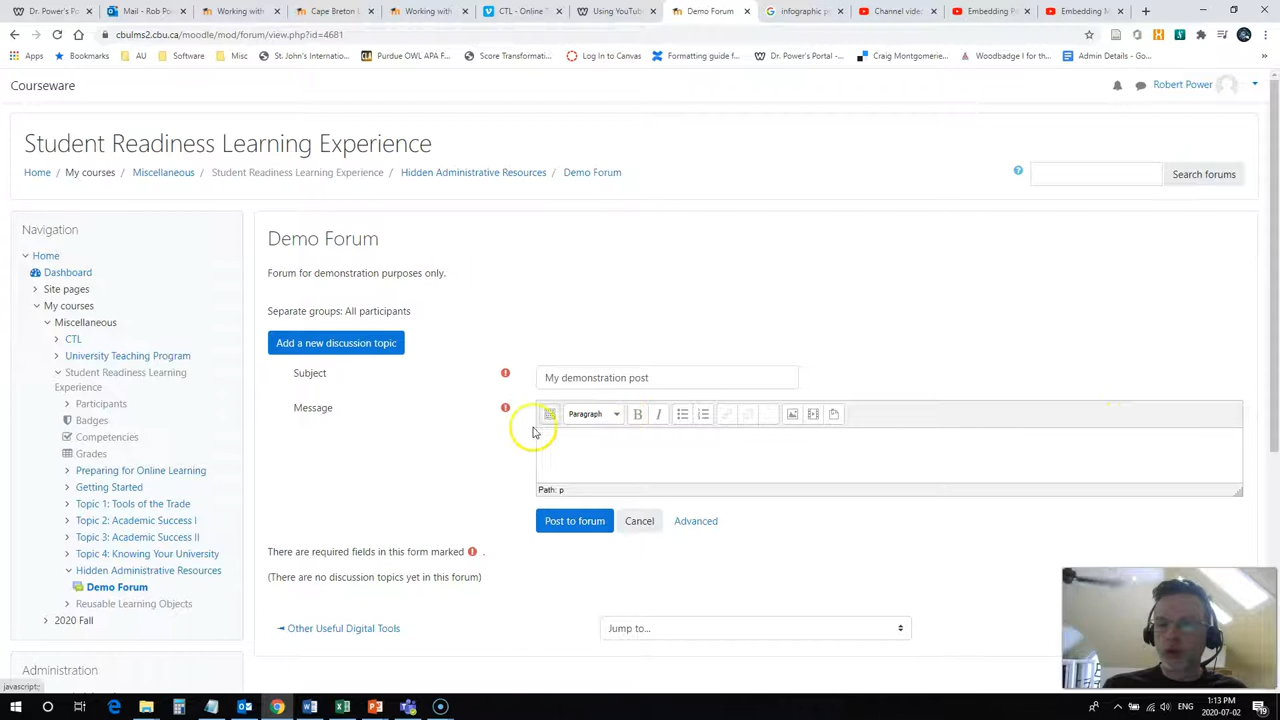 Dr. Power's Po
Mail - Rob Po
Working with
Cape Breton
Working with
CTL - Online T
Using YouTub
Demo Forum
infographic p
Channel video
Embedding P
Embedding M
cbulms2.cbu.ca/moodle/mod/forum/view.php?id=4681
Apps
Bookmarks
AU
Software
Misc
St. John's Internatio...
Purdue OWL APA F...
Score Transformati...
Log In to Canvas
Formatting guide f...
Dr. Power's Portal -...
Craig Montgomerie...
Woodbadge I for th...
Admin Details - Go...
Courseware
Robert Power
Student Readiness Learning Experience
Home / My courses / Miscellaneous / Student Readiness Learning Experience / Hidden Administrative Resources / Demo Forum
Search forums
Navigation
Home
Dashboard
Site pages
My courses
Miscellaneous
CTL
University Teaching Program
Student Readiness Learning
Experience
Participants
Badges
Competencies
Grades
Preparing for Online Learning
Getting Started
Topic 1: Tools of the Trade
Topic 2: Academic Success I
Topic 3: Academic Success II
Topic 4: Knowing Your University
Hidden Administrative Resources
Demo Forum
Reusable Learning Objects
2020 Fall
Administration
Demo Forum
Forum for demonstration purposes only.
Separate groups: All participants
Add a new discussion topic
Subject
My demonstration post
Message
Paragraph
B I
Path: p
Post to forum
Cancel
Advanced
There are required fields in this form marked .
(There are no discussion topics yet in this forum)
◄ Other Useful Digital Tools
Jump to...
javascript:;
1:13 PM
2020-07-02